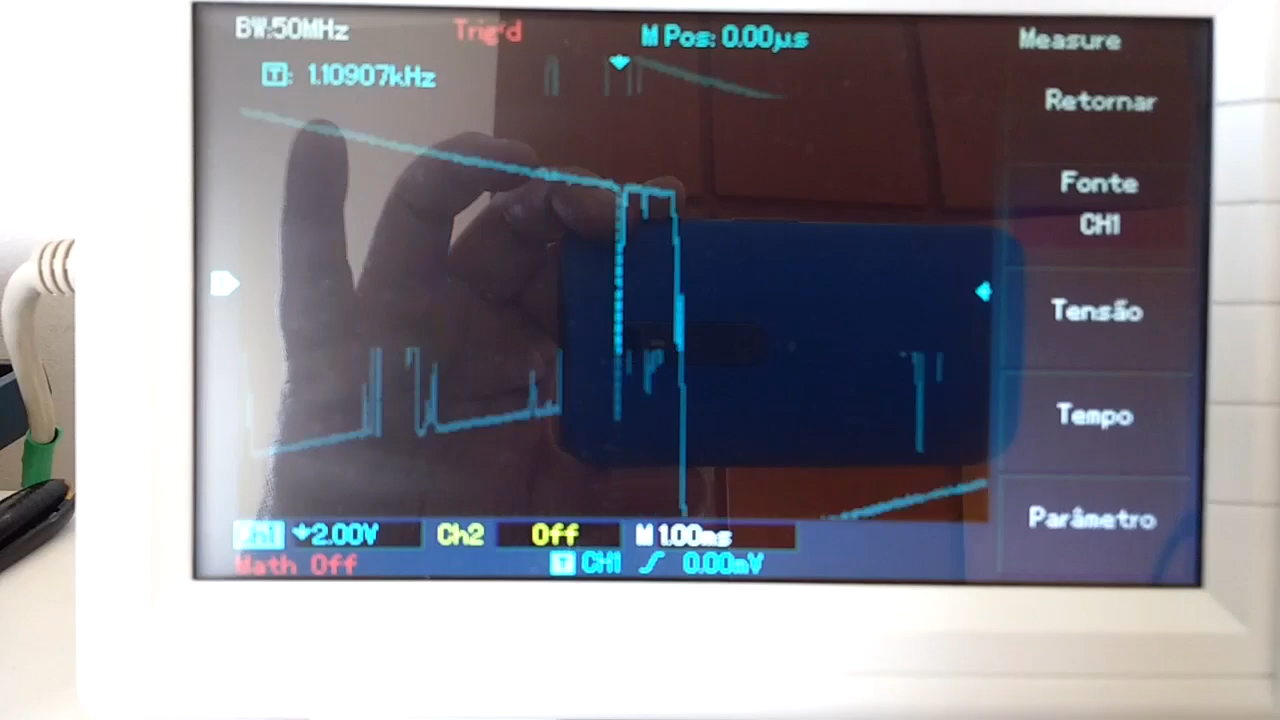 BW:50MHz Trig'd M Pos: 0.00µs Measure
T: 1.10907kHz
Retornar
Fonte
CH1
Tensão
Tempo
Parâmetro
Ch1 2.00V Ch2 Off M 1.00ms
Math Off T CH1 0.00mV